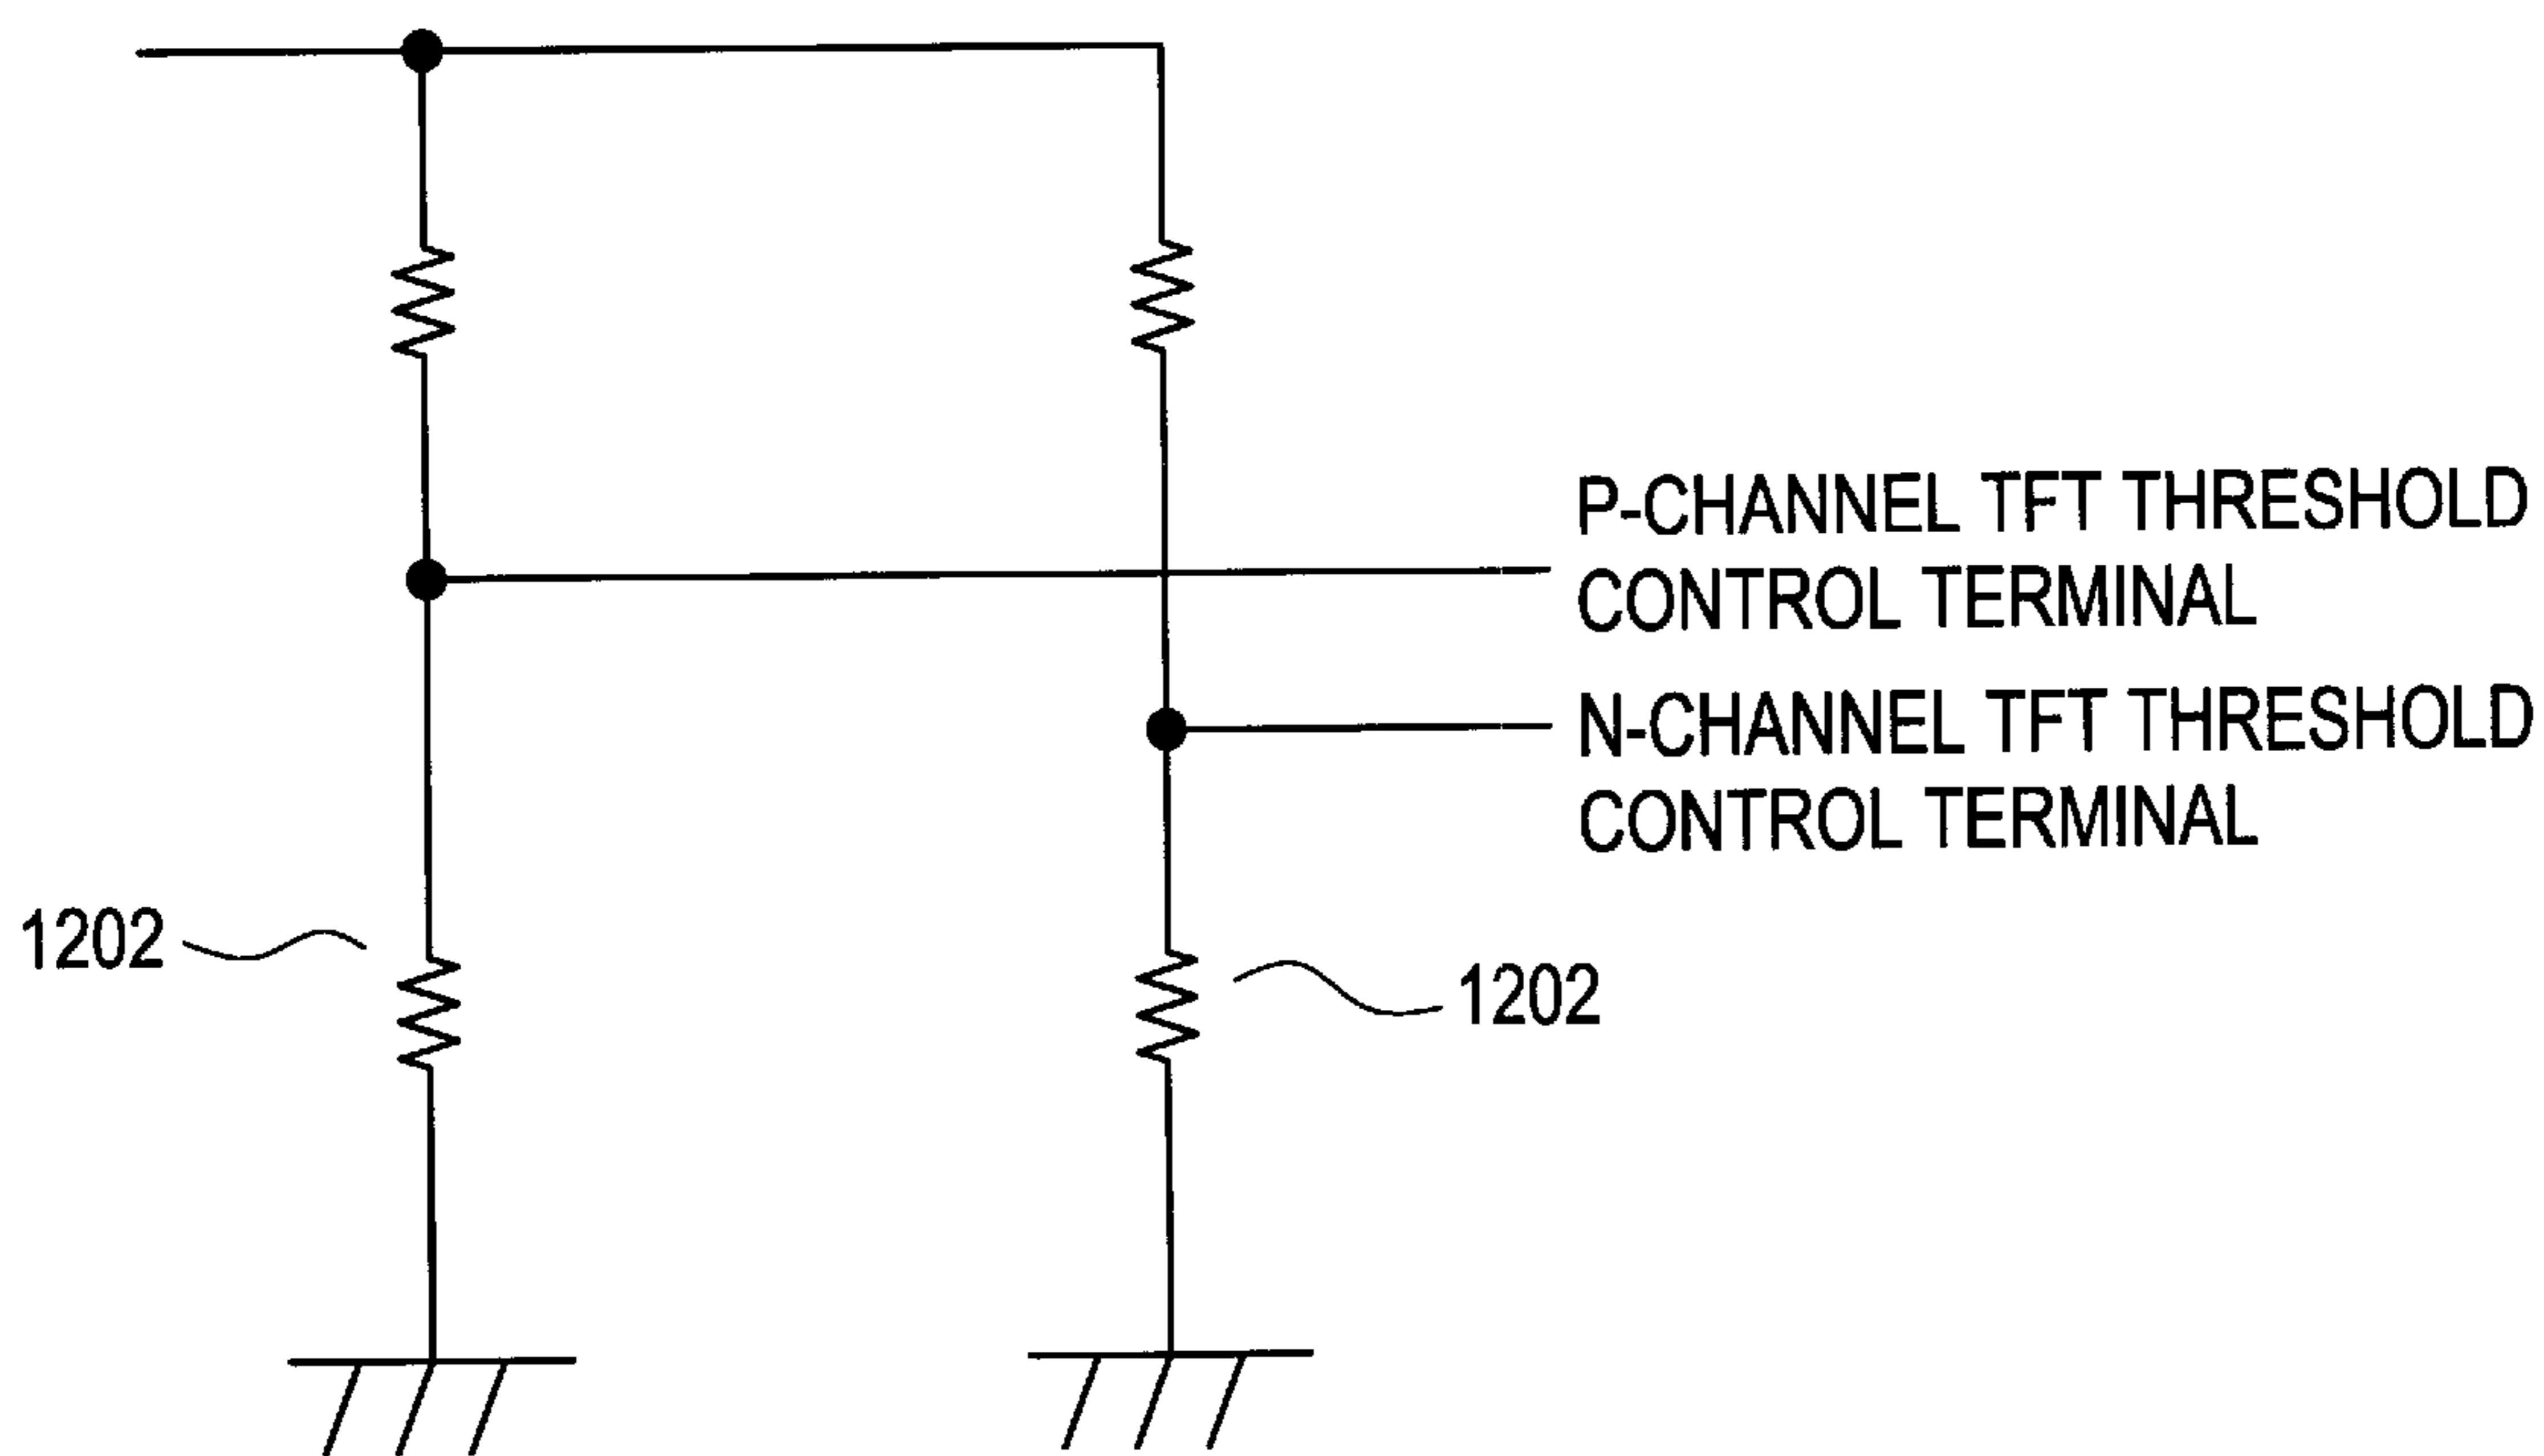 P-CHANNEL TFT THRESHOLD
CONTROL TERMINAL
N-CHANNEL TFT THRESHOLD
CONTROL TERMINAL
1202
1202